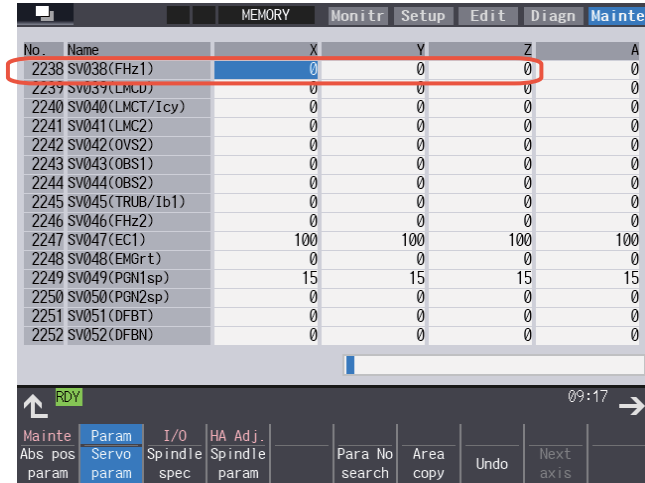 MEMORY Monitr Setup Edit Diagn Mainte
No. Name X Y Z A
2238 SV038(FHz1) 0 0 0 0
2239 SV039(LMCD) 0 0 0 0
2240 SV040(LMCT/Icy) 0 0 0 0
2241 SV041(LMC2) 0 0 0 0
2242 SV042(OVS2) 0 0 0 0
2243 SV043(OBS1) 0 0 0 0
2244 SV044(OBS2) 0 0 0 0
2245 SV045(TRUB/Ib1) 0 0 0 0
2246 SV046(FHz2) 0 0 0 0
2247 SV047(EC1) 100 100 100 100
2248 SV048(EMGrt) 0 0 0 0
2249 SV049(PGN1sp) 15 15 15 15
2250 SV050(PGN2sp) 0 0 0 0
2251 SV051(DFBT) 0 0 0 0
2252 SV052(DFBN) 0 0 0 0
RDY 09:17
Mainte Param I/O HA Adj.
Abs pos Servo Spindle Spindle Para No Area Undo Next
param param spec param search copy axis